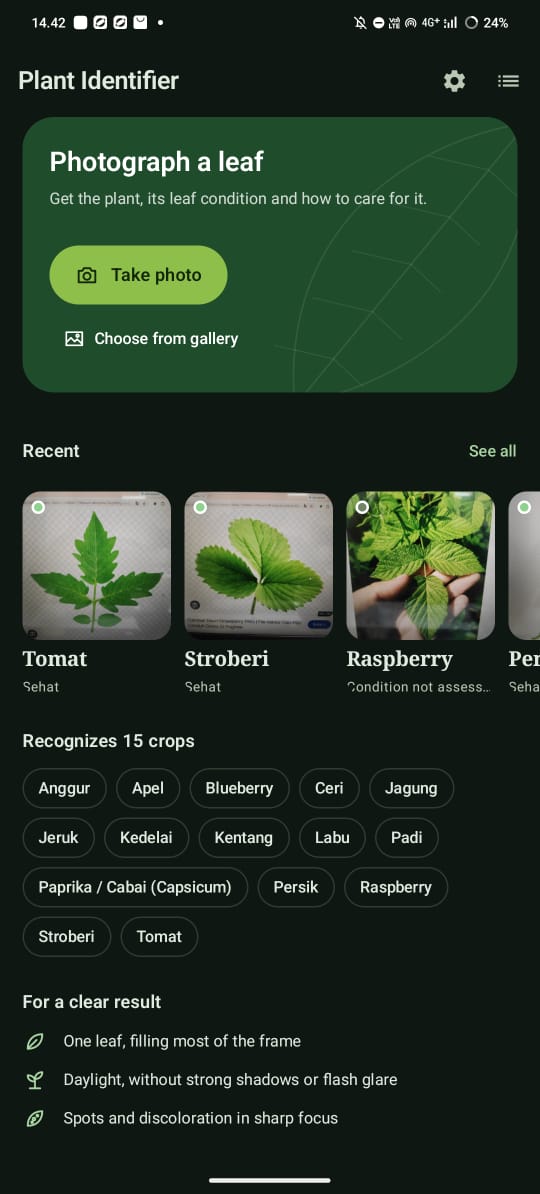 14.42
4G+
24%
Plant Identifier
Photograph a leaf
Get the plant, its leaf condition and how to care for it.
Take photo
Choose from gallery
Recent
See all
Tomat
Sehat
Stroberi
Sehat
Raspberry
Condition not assess…
Recognizes 15 crops
Anggur
Apel
Blueberry
Ceri
Jagung
Jeruk
Kedelai
Kentang
Labu
Padi
Paprika / Cabai (Capsicum)
Persik
Raspberry
Stroberi
Tomat
For a clear result
One leaf, filling most of the frame
Daylight, without strong shadows or flash glare
Spots and discoloration in sharp focus